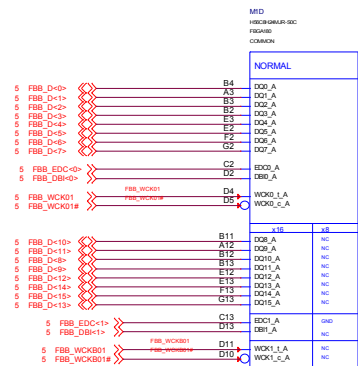 M1D
FBGA180
COMMON
NORMAL
5 FBB_D<0> B4 DQ0_A
5 FBB_D<1> A3 DQ1_A
5 FBB_D<2> B3 DQ2_A
5 FBB_D<3> B2 DQ3_A
5 FBB_D<4> E3 DQ4_A
5 FBB_D<5> E2 DQ5_A
5 FBB_D<6> F2 DQ6_A
5 FBB_D<7> G2 DQ7_A
5 FBB_EDC<0> C2 EDC0_A
5 FBB_DBI<0> D2 DBI0_A
5 FBB_WCK01 FBB_WCK01 D4 WCK0_t_A
5 FBB_WCK01# FBB_WCK01# D5 WCK0_c_A
x16 x8
5 FBB_D<10> B11 DQ8_A NC
5 FBB_D<11> A12 DQ9_A NC
5 FBB_D<8> B12 DQ10_A NC
5 FBB_D<9> B13 DQ11_A NC
5 FBB_D<12> E12 DQ12_A NC
5 FBB_D<14> E13 DQ13_A NC
5 FBB_D<15> F13 DQ14_A NC
5 FBB_D<13> G13 DQ15_A NC
5 FBB_EDC<1> C13 EDC1_A GND
5 FBB_DBI<1> D13 DBI1_A NC
5 FBB_WCKB01 FBB_WCKB01 D11 WCK1_t_A NC
5 FBB_WCKB01# FBB_WCKB01# D10 WCK1_c_A NC